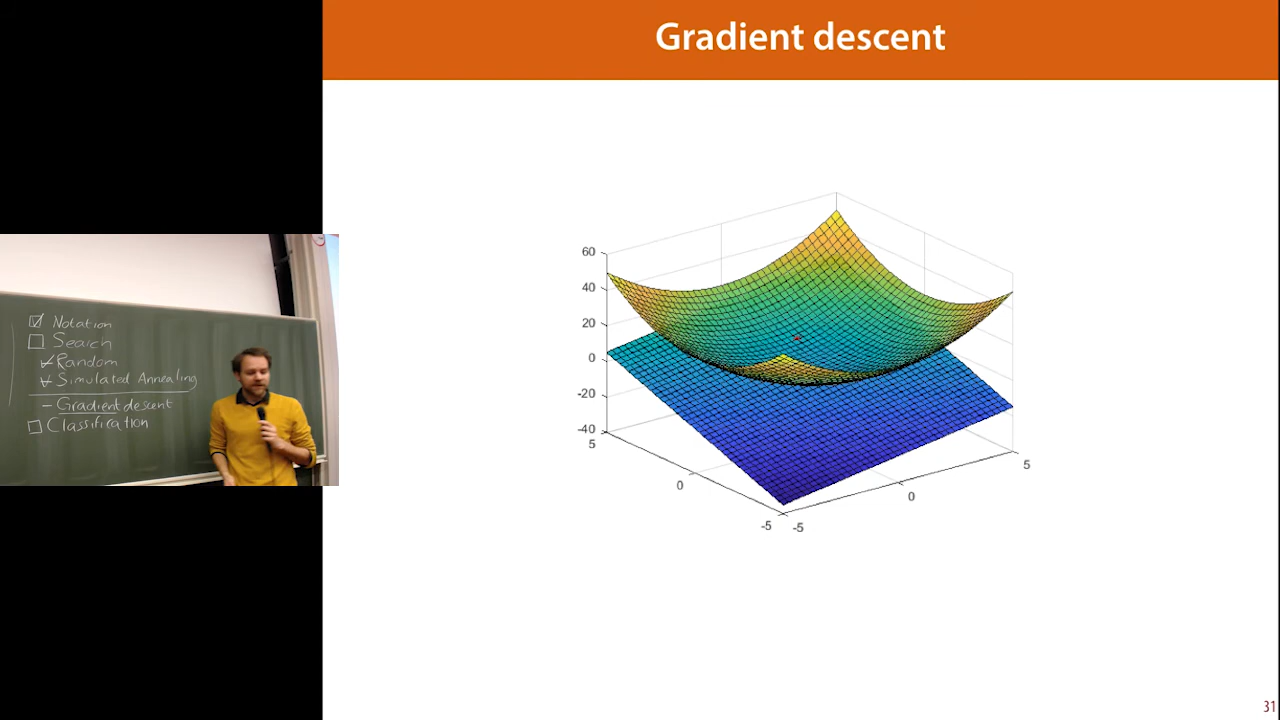 Gradient descent
Notation
Search
Random
Simulated Annealing
- Gradient descent
Classification
60
40
20
0
-20
-40
5
0
-5
-5
0
5
31